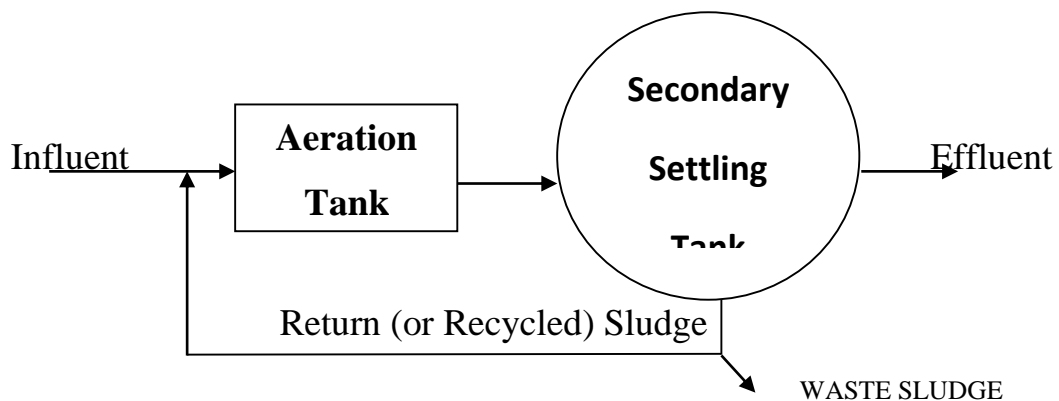 Influent
Aeration
Tank
Secondary
Settling
Tank
Effluent
Return (or Recycled) Sludge
WASTE SLUDGE